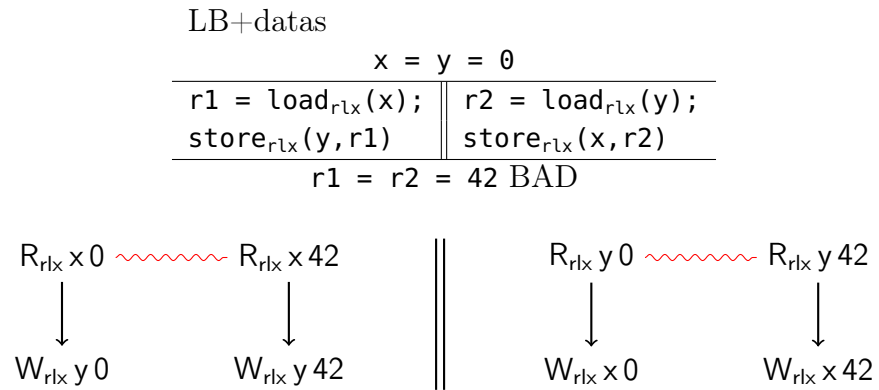 LB+datas
x = y = 0
r1 = load_rlx(x); r2 = load_rlx(y);
store_rlx(y,r1) store_rlx(x,r2)
r1 = r2 = 42 BAD
R_rlx x 0 R_rlx x 42 R_rlx y 0 R_rlx y 42
W_rlx y 0 W_rlx y 42 W_rlx x 0 W_rlx x 42